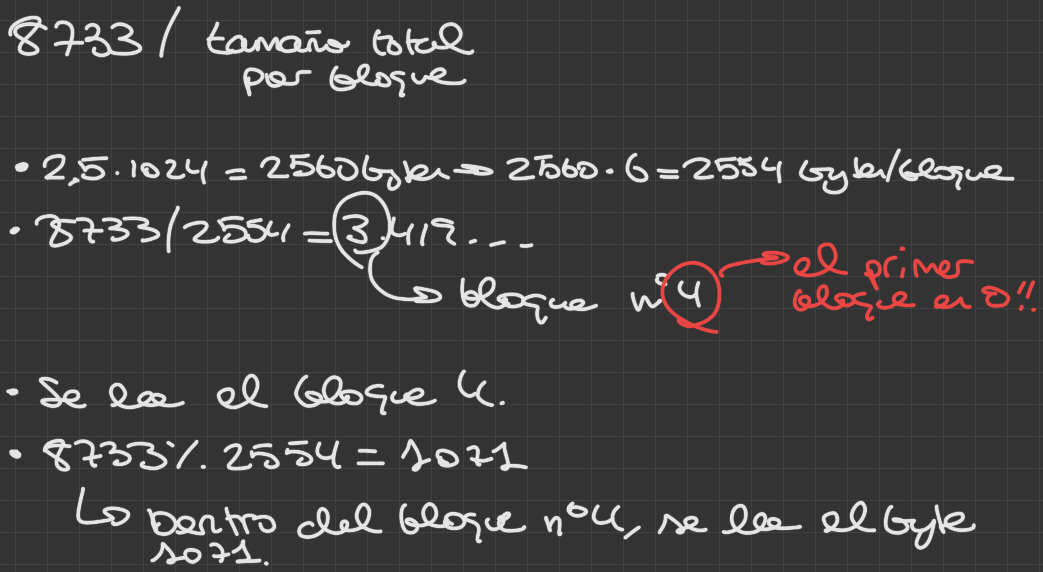 8733 / tamaño total
por bloque
• 2,5 · 1024 = 2560 bytes → 2560 · 6 = 2554 bytes/bloque
• 8733/2554 = 3.419....
bloque nº 4 → el primer
bloque es 0!!
• Se lee el bloque 4.
• 8733 % 2554 = 1071
↳ Dentro del bloque nº 4, se lee el byte
1071.